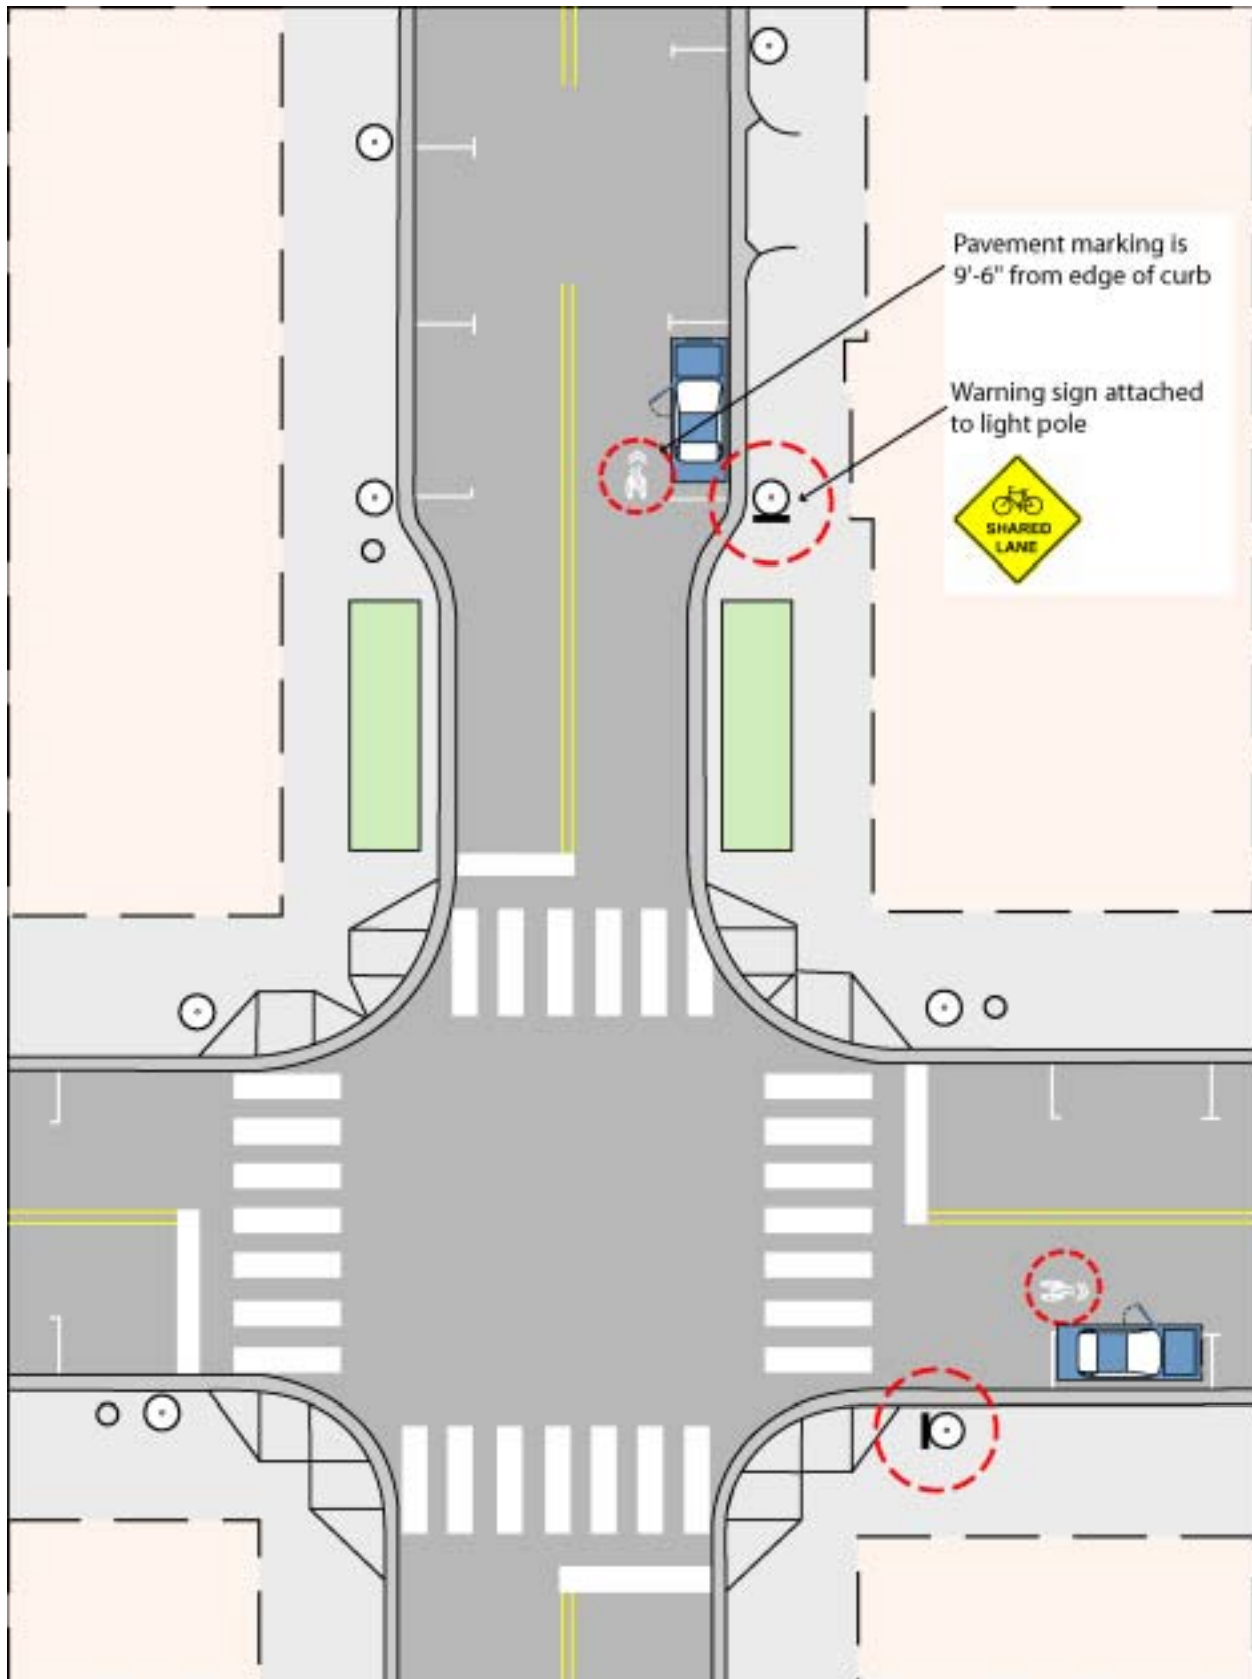 Pavement marking is
9'-6" from edge of curb
Warning sign attached
to light pole
SHARED
LANE